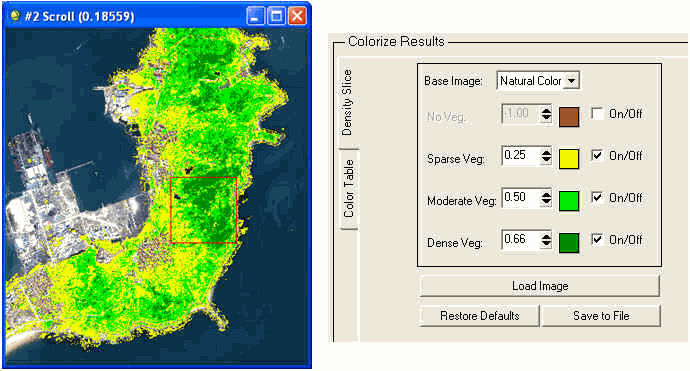 #2 Scroll (0.18559)
Colorize Results
Density Slice
Color Table
Base Image: Natural Color
No Veg: -1.00 On/Off
Sparse Veg: 0.25 On/Off
Moderate Veg: 0.50 On/Off
Dense Veg: 0.66 On/Off
Load Image
Restore Defaults Save to File